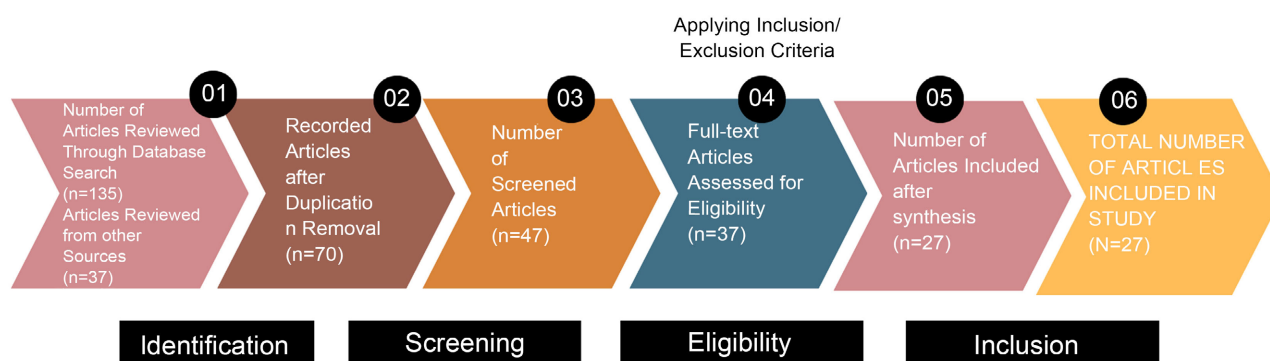 Applying Inclusion/
Exclusion Criteria
01
Number of
Articles Reviewed
Through Database
Search
(n=135)
Articles Reviewed
from other
Sources
(n=37)
02
Recorded
Articles
after
Duplicatio
n Removal
(n=70)
03
Number
of
Screened
Articles
(n=47)
04
Full-text
Articles
Assessed for
Eligibility
(n=37)
05
Number of
Articles Included
after
synthesis
(n=27)
06
TOTAL NUMBER
OF ARTICL ES
INCLUDED IN
STUDY
(N=27)
Identification
Screening
Eligibility
Inclusion